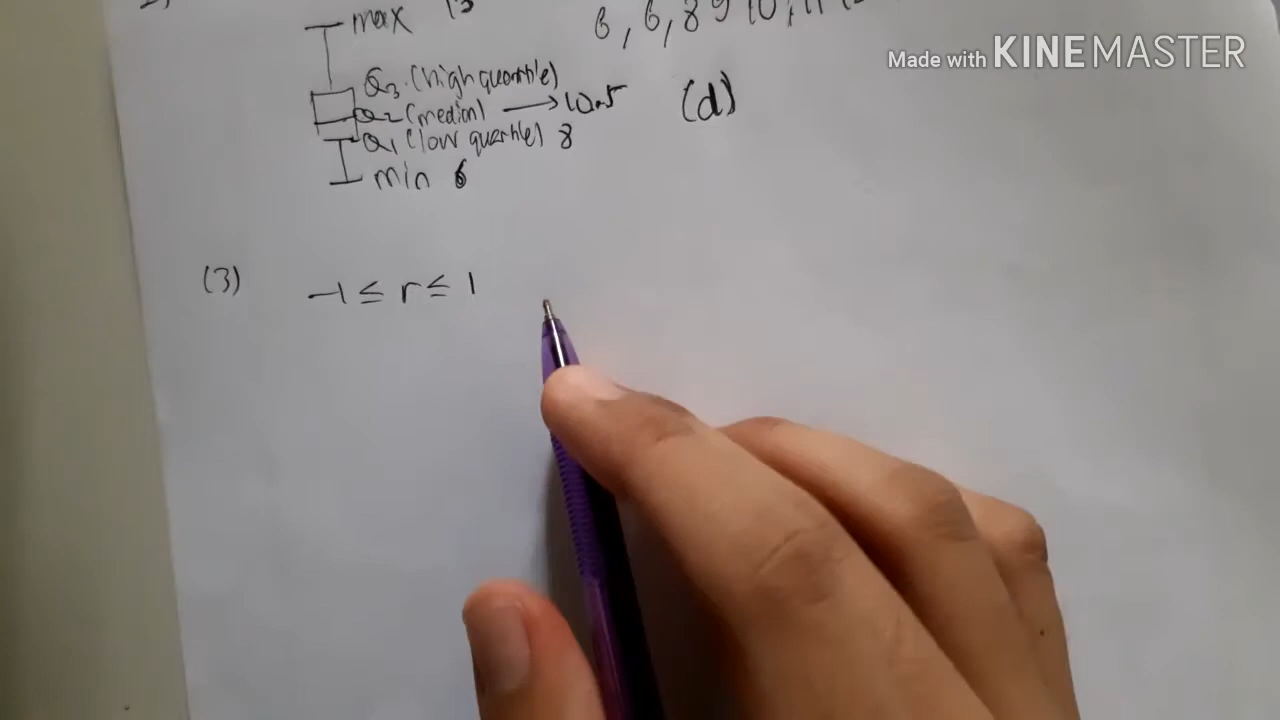 max
6, 6, 8 9 10, 11
Made with KINEMASTER
Q3. (high quartile)
Q2 (median) → 10.5 (d)
Q1 (low quartile) 8
min 6
(3) -1 ≤ r ≤ 1